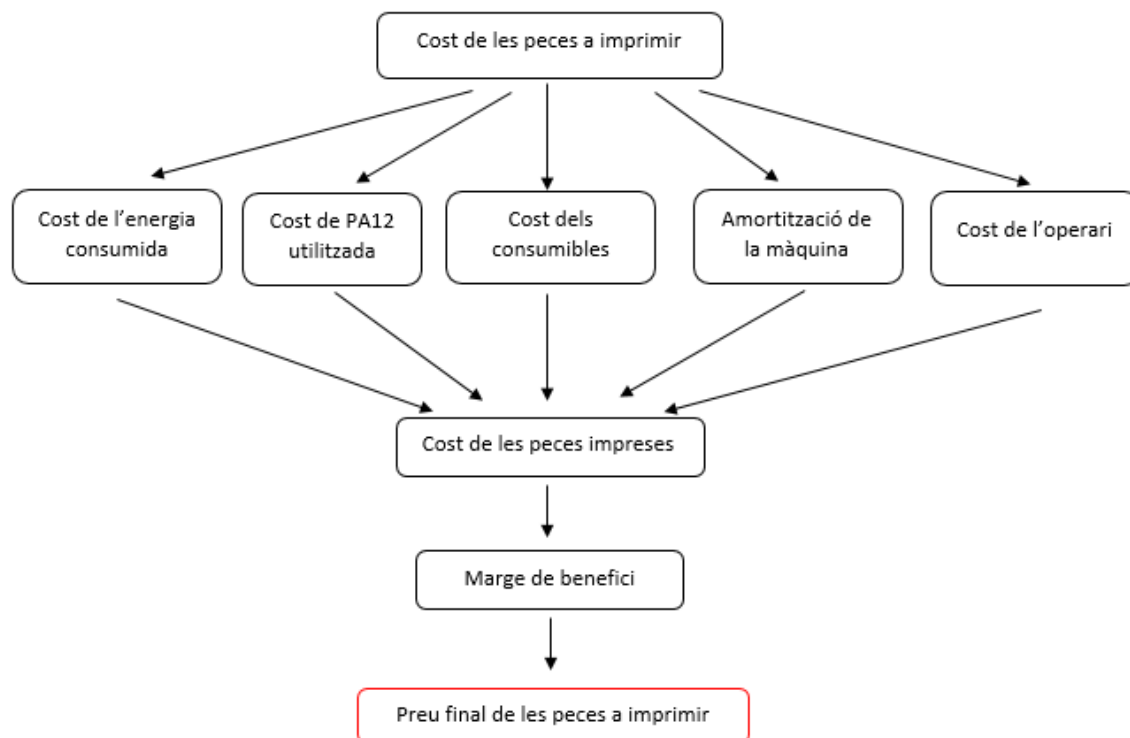 Cost de les peces a imprimir
Cost de l'energia
consumida
Cost de PA12
utilitzada
Cost dels
consumibles
Amortització de
la màquina
Cost de l'operari
Cost de les peces impreses
Marge de benefici
Preu final de les peces a imprimir